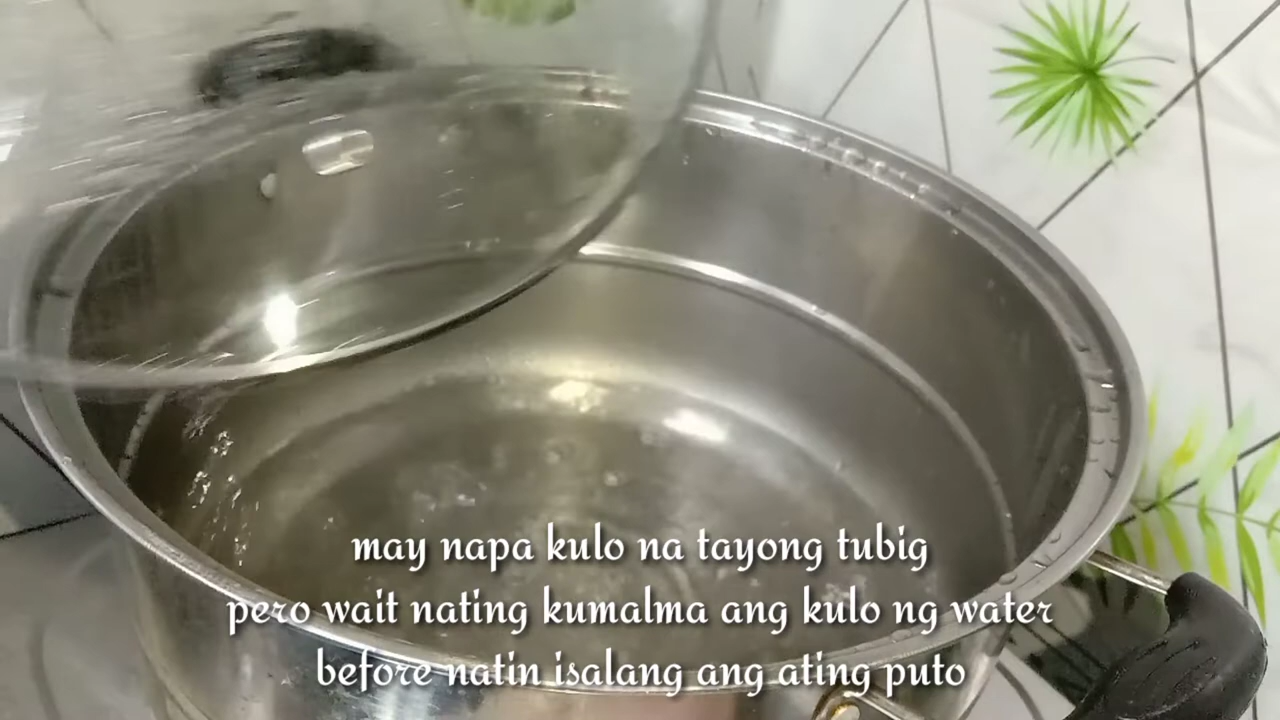 may napa kulo na tayong tubig
pero wait nating kumalma ang kulo ng water
before natin isalang ang ating puto